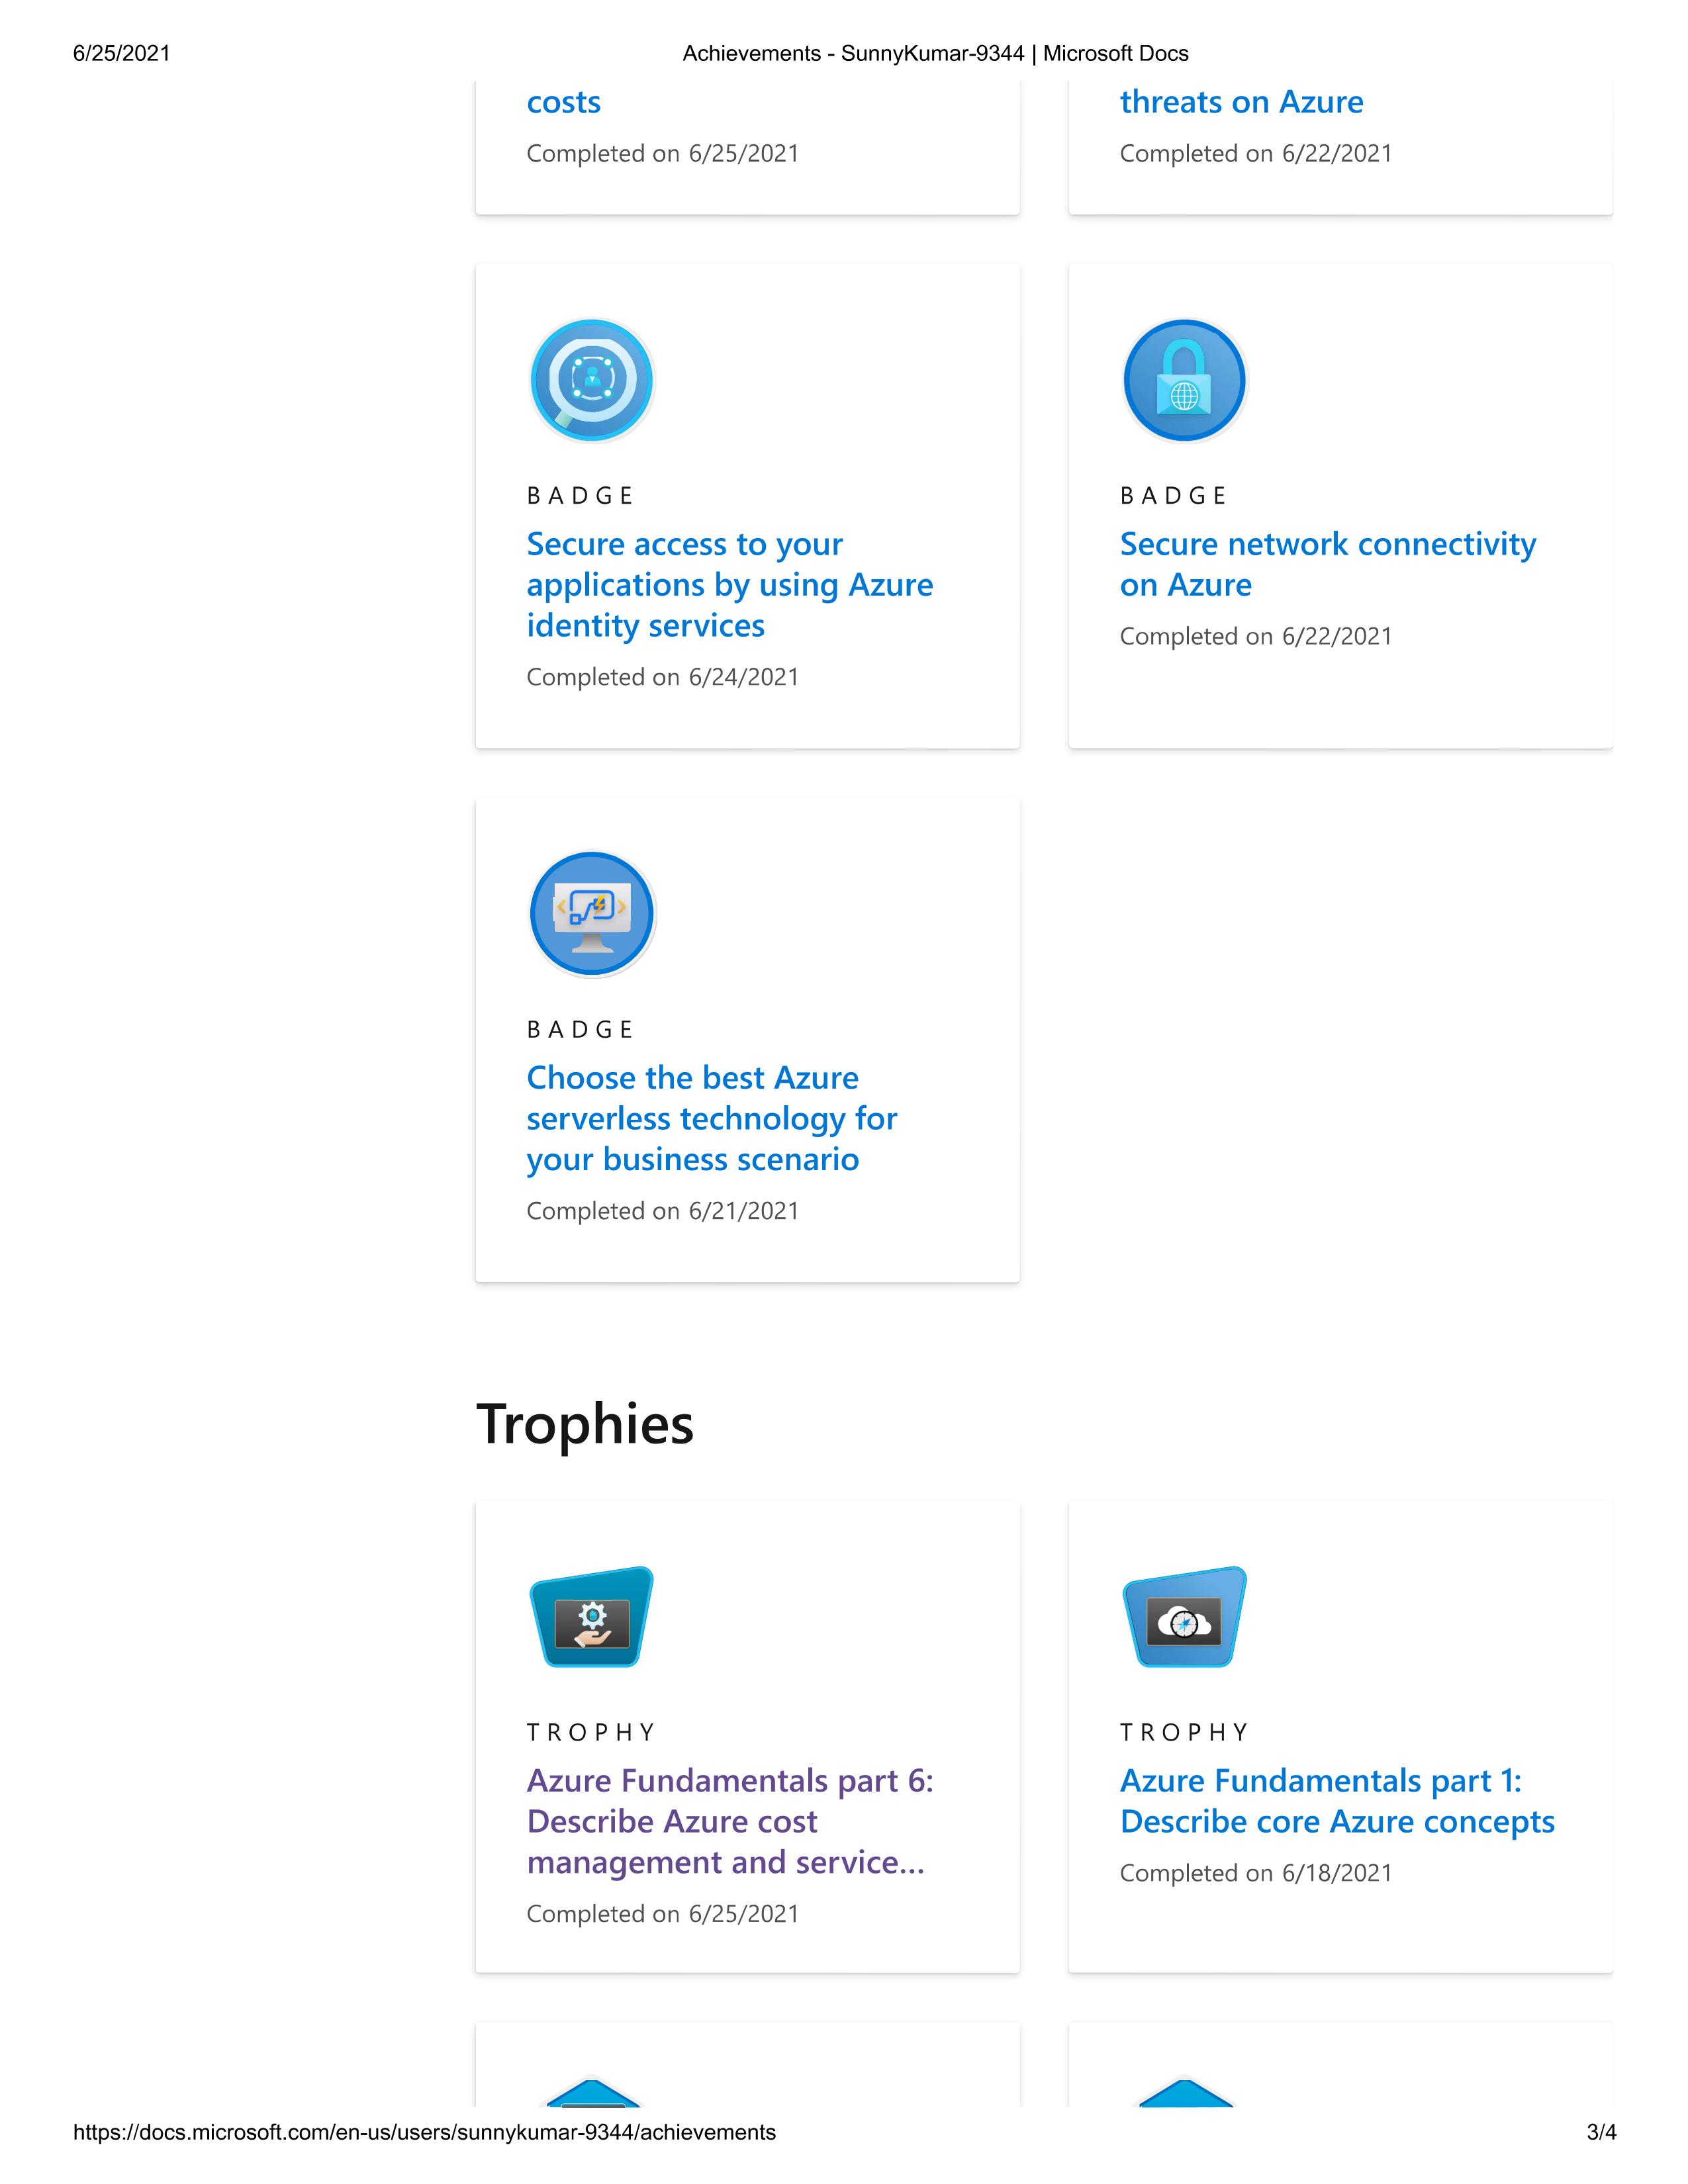 6/25/2021
Achievements - SunnyKumar-9344 | Microsoft Docs
costs
Completed on 6/25/2021
threats on Azure
Completed on 6/22/2021
BADGE
Secure access to your
applications by using Azure
identity services
Completed on 6/24/2021
BADGE
Secure network connectivity
on Azure
Completed on 6/22/2021
BADGE
Choose the best Azure
serverless technology for
your business scenario
Completed on 6/21/2021
Trophies
TROPHY
Azure Fundamentals part 6:
Describe Azure cost
management and service...
Completed on 6/25/2021
TROPHY
Azure Fundamentals part 1:
Describe core Azure concepts
Completed on 6/18/2021
https://docs.microsoft.com/en-us/users/sunnykumar-9344/achievements
3/4